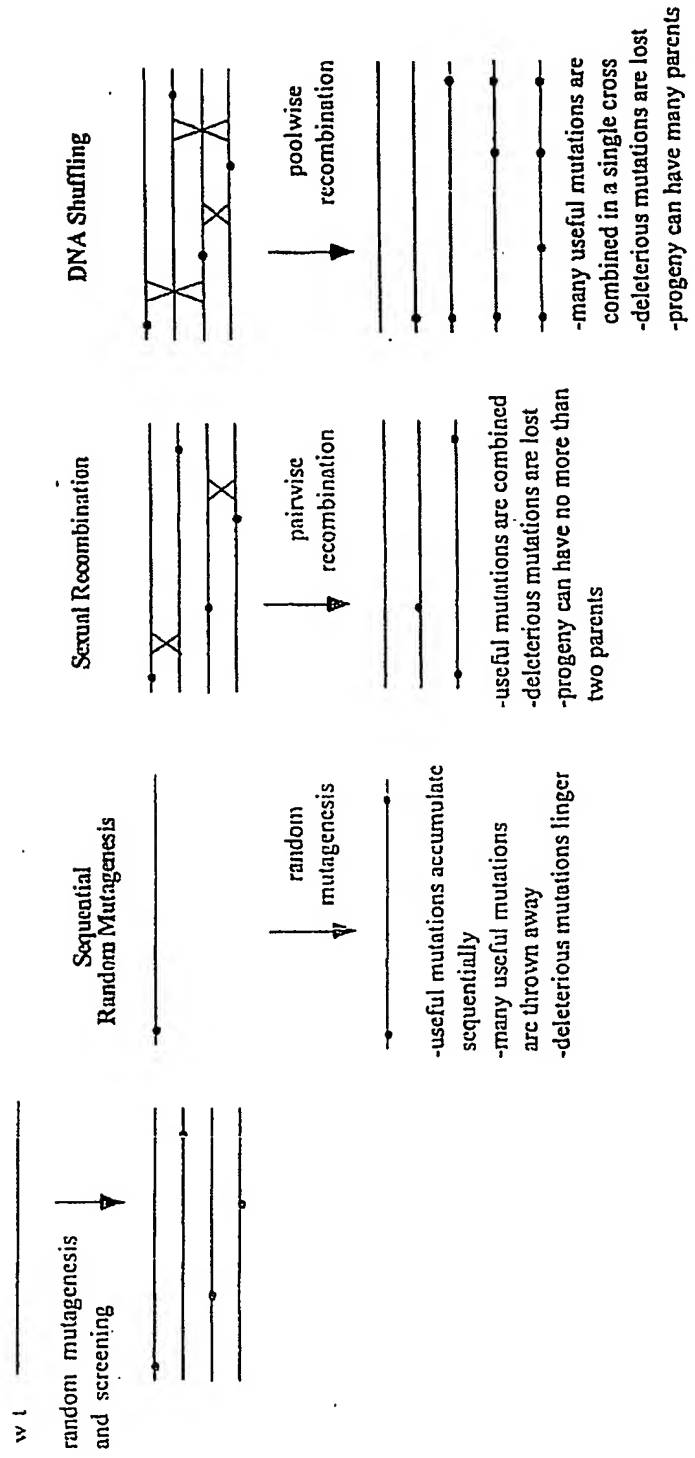 w t
random mutagenesis
and screening
Sequential
Random Mutagenesis
random
mutagenesis
-useful mutations accumulate
sequentially
-many useful mutations
are thrown away
-deleterious mutations linger
Sexual Recombination
pairwise
recombination
-useful mutations are combined
-deleterious mutations are lost
-progeny can have no more than
two parents
DNA Shuffling
poolwise
recombination
-many useful mutations are
combined in a single cross
-deleterious mutations are lost
-progeny can have many parents